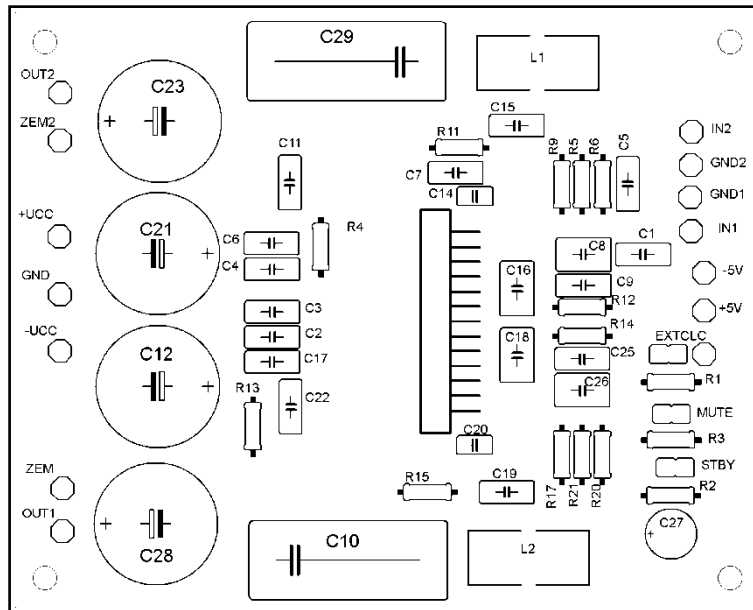 C29
L1
OUT2
C23
ZEM2
C15
R11
C11
C7
C14
R9
R5
R6
C5
IN2
GND2
GND1
IN1
+UCC
C21
C6
C4
R4
C16
C8
C1
C9
-5V
GND
R12
+5V
C3
C2
C17
R14
C18
EXTCLC
-UCC
C12
C25
C26
R1
R13
C22
MUTE
R3
C20
STBY
ZEM
R15
C19
R17
R21
R20
R2
OUT1
C28
C10
L2
C27
+
+
+
+
+